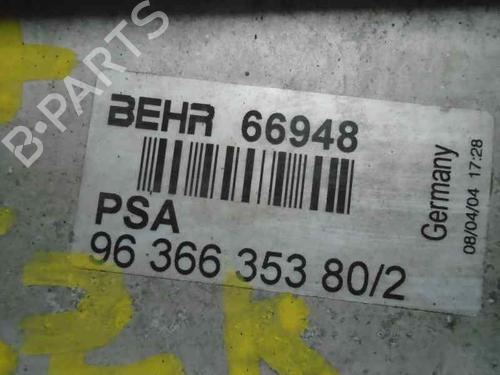 B-PARTS
BEHR 66948
PSA
96 366 353 80/2
Germany
08/04/04 17:28